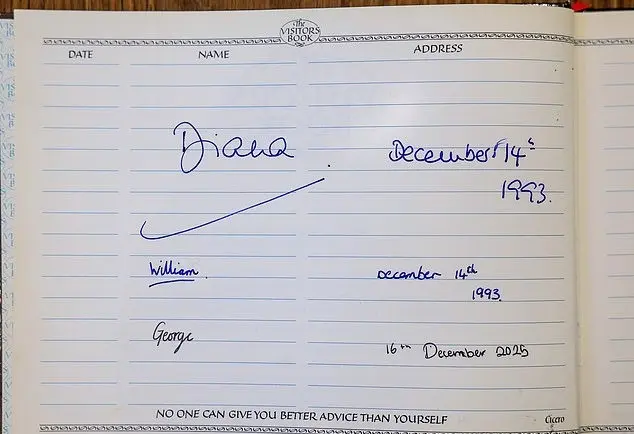 The
VISITORS
BOOK
DATE NAME ADDRESS
Diana December 14th
1993.
William. December 14th
1993.
George 16th December 2025
NO ONE CAN GIVE YOU BETTER ADVICE THAN YOURSELF Cicero